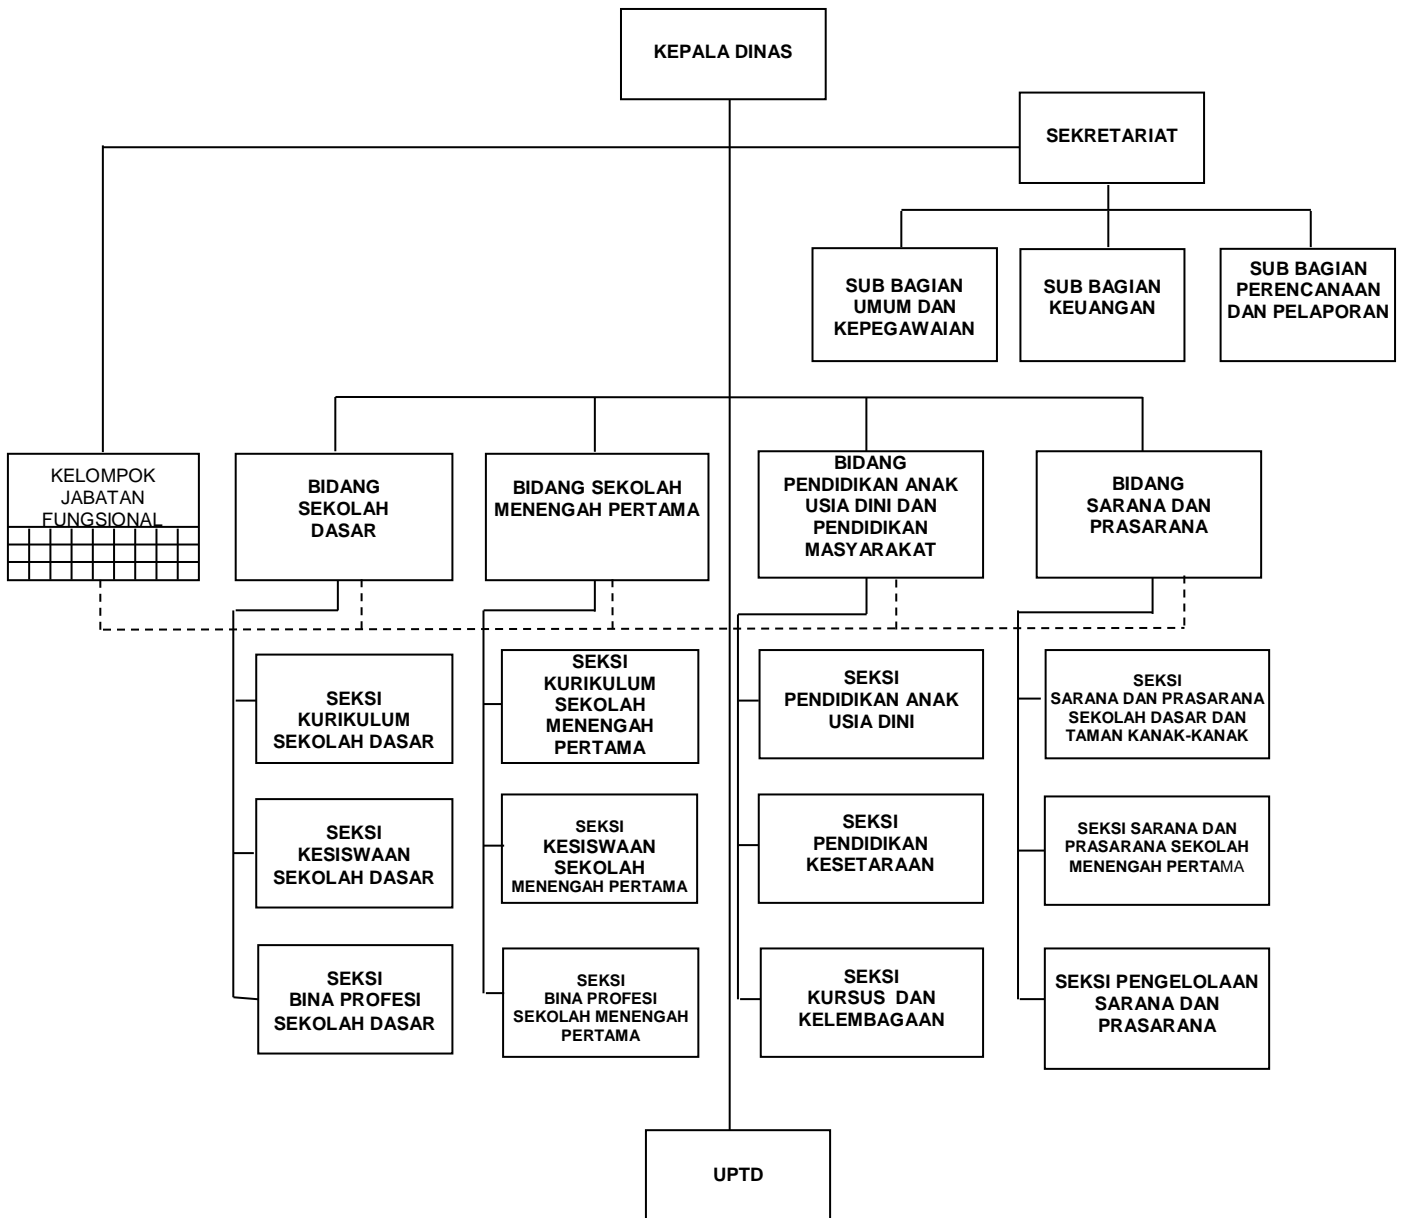 KEPALA DINAS
SEKRETARIAT
SUB BAGIAN
UMUM DAN
KEPEGAWAIAN
SUB BAGIAN
KEUANGAN
SUB BAGIAN
PERENCANAAN
DAN PELAPORAN
KELOMPOK
JABATAN
FUNGSIONAL
BIDANG
SEKOLAH
DASAR
BIDANG SEKOLAH
MENENGAH PERTAMA
BIDANG
PENDIDIKAN ANAK
USIA DINI DAN
PENDIDIKAN
MASYARAKAT
BIDANG
SARANA DAN
PRASARANA
SEKSI
KURIKULUM
SEKOLAH DASAR
SEKSI
KURIKULUM
SEKOLAH
MENENGAH
PERTAMA
SEKSI
PENDIDIKAN ANAK
USIA DINI
SEKSI
SARANA DAN PRASARANA
SEKOLAH DASAR DAN
TAMAN KANAK-KANAK
SEKSI
KESISWAAN
SEKOLAH DASAR
SEKSI
KESISWAAN
SEKOLAH
MENENGAH PERTAMA
SEKSI
PENDIDIKAN
KESETARAAN
SEKSI SARANA DAN
PRASARANA SEKOLAH
MENENGAH PERTAMA
SEKSI
BINA PROFESI
SEKOLAH DASAR
SEKSI
BINA PROFESI
SEKOLAH MENENGAH
PERTAMA
SEKSI
KURSUS DAN
KELEMBAGAAN
SEKSI PENGELOLAAN
SARANA DAN
PRASARANA
UPTD